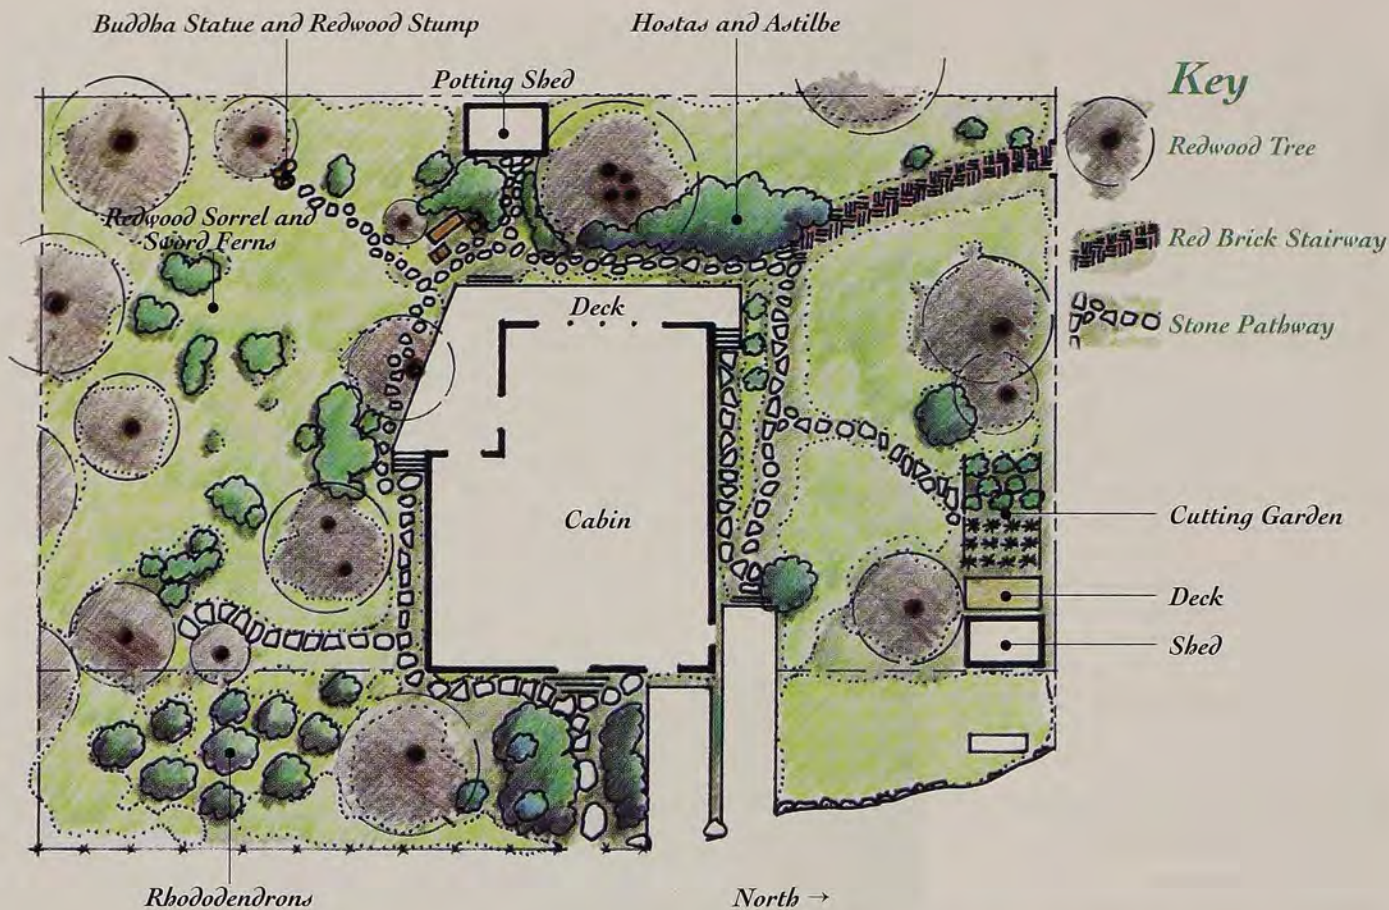 Buddha Statue and Redwood Stump
Hostas and Astilbe
Potting Shed
Key
Redwood Tree
Redwood Sorrel and
Sword Ferns
Red Brick Stairway
Deck
Stone Pathway
Cabin
Cutting Garden
Deck
Shed
Rhododendrons
North →